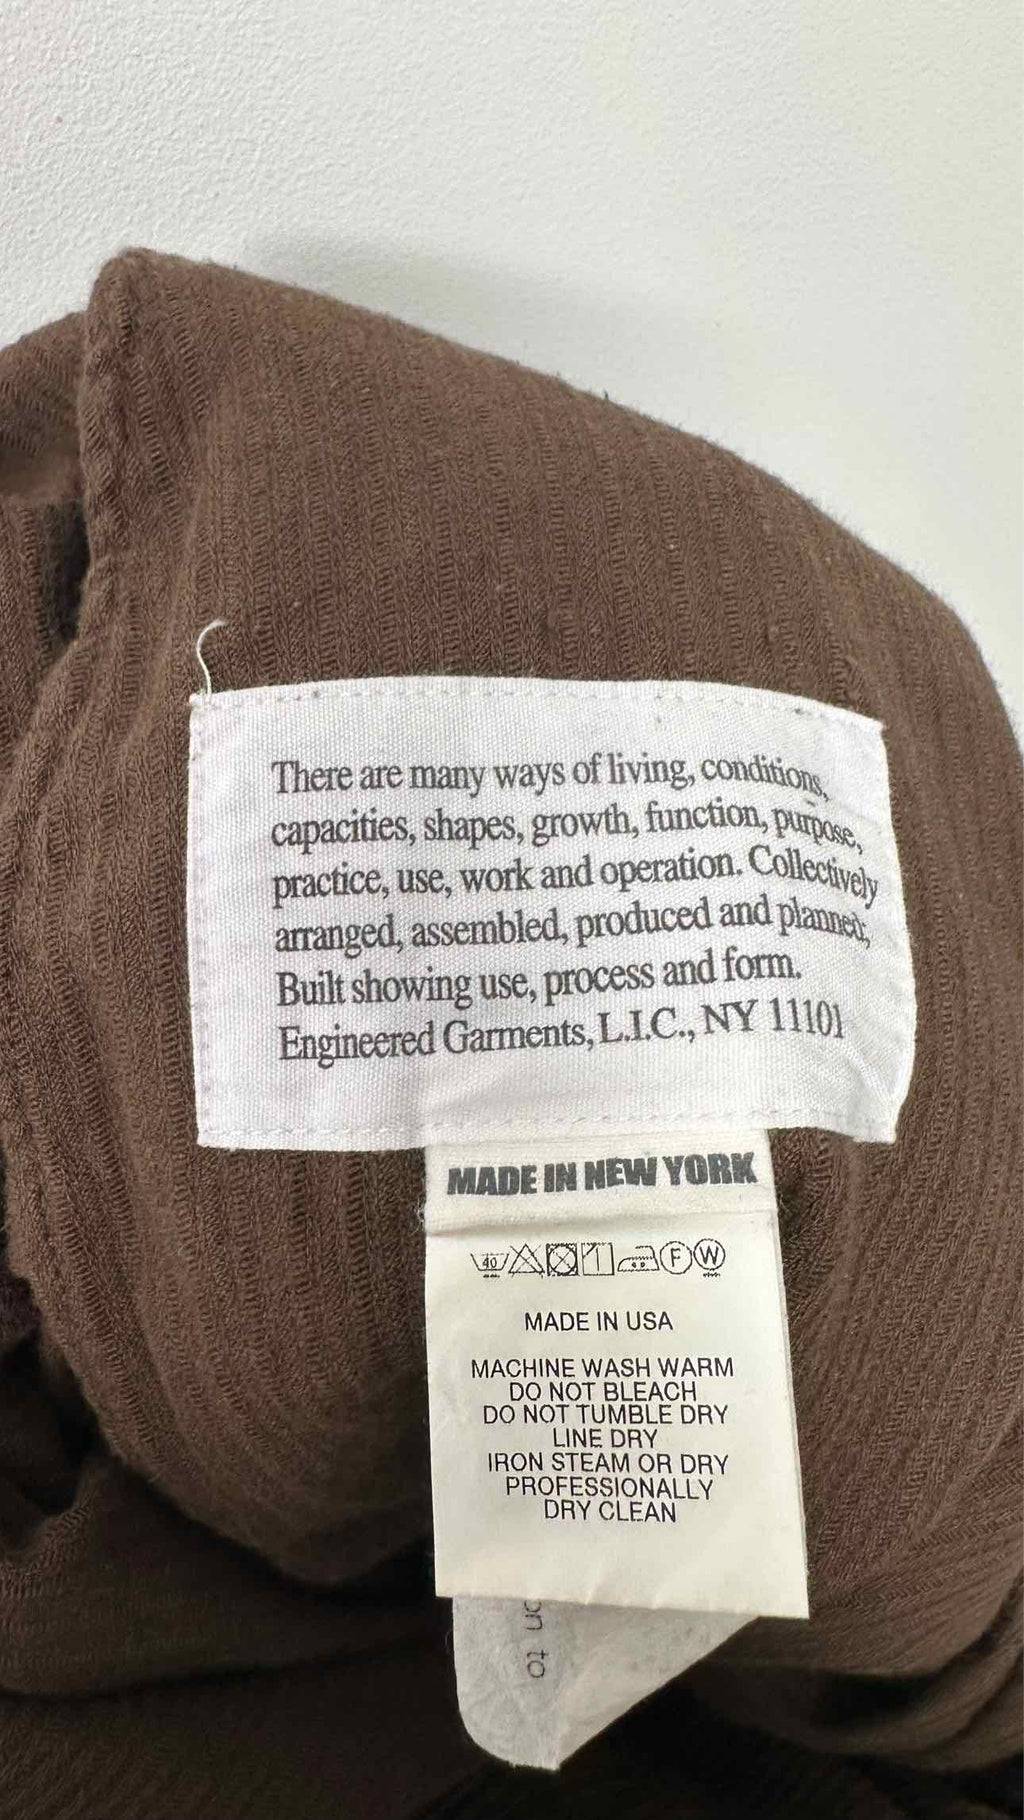 There are many ways of living, conditions,
capacities, shapes, growth, function, purpose,
practice, use, work and operation. Collectively
arranged, assembled, produced and planned;
Built showing use, process and form.
Engineered Garments, L.I.C., NY 11101
MADE IN NEW YORK
40 F W
MADE IN USA
MACHINE WASH WARM
DO NOT BLEACH
DO NOT TUMBLE DRY
LINE DRY
IRON STEAM OR DRY
PROFESSIONALLY
DRY CLEAN
on to